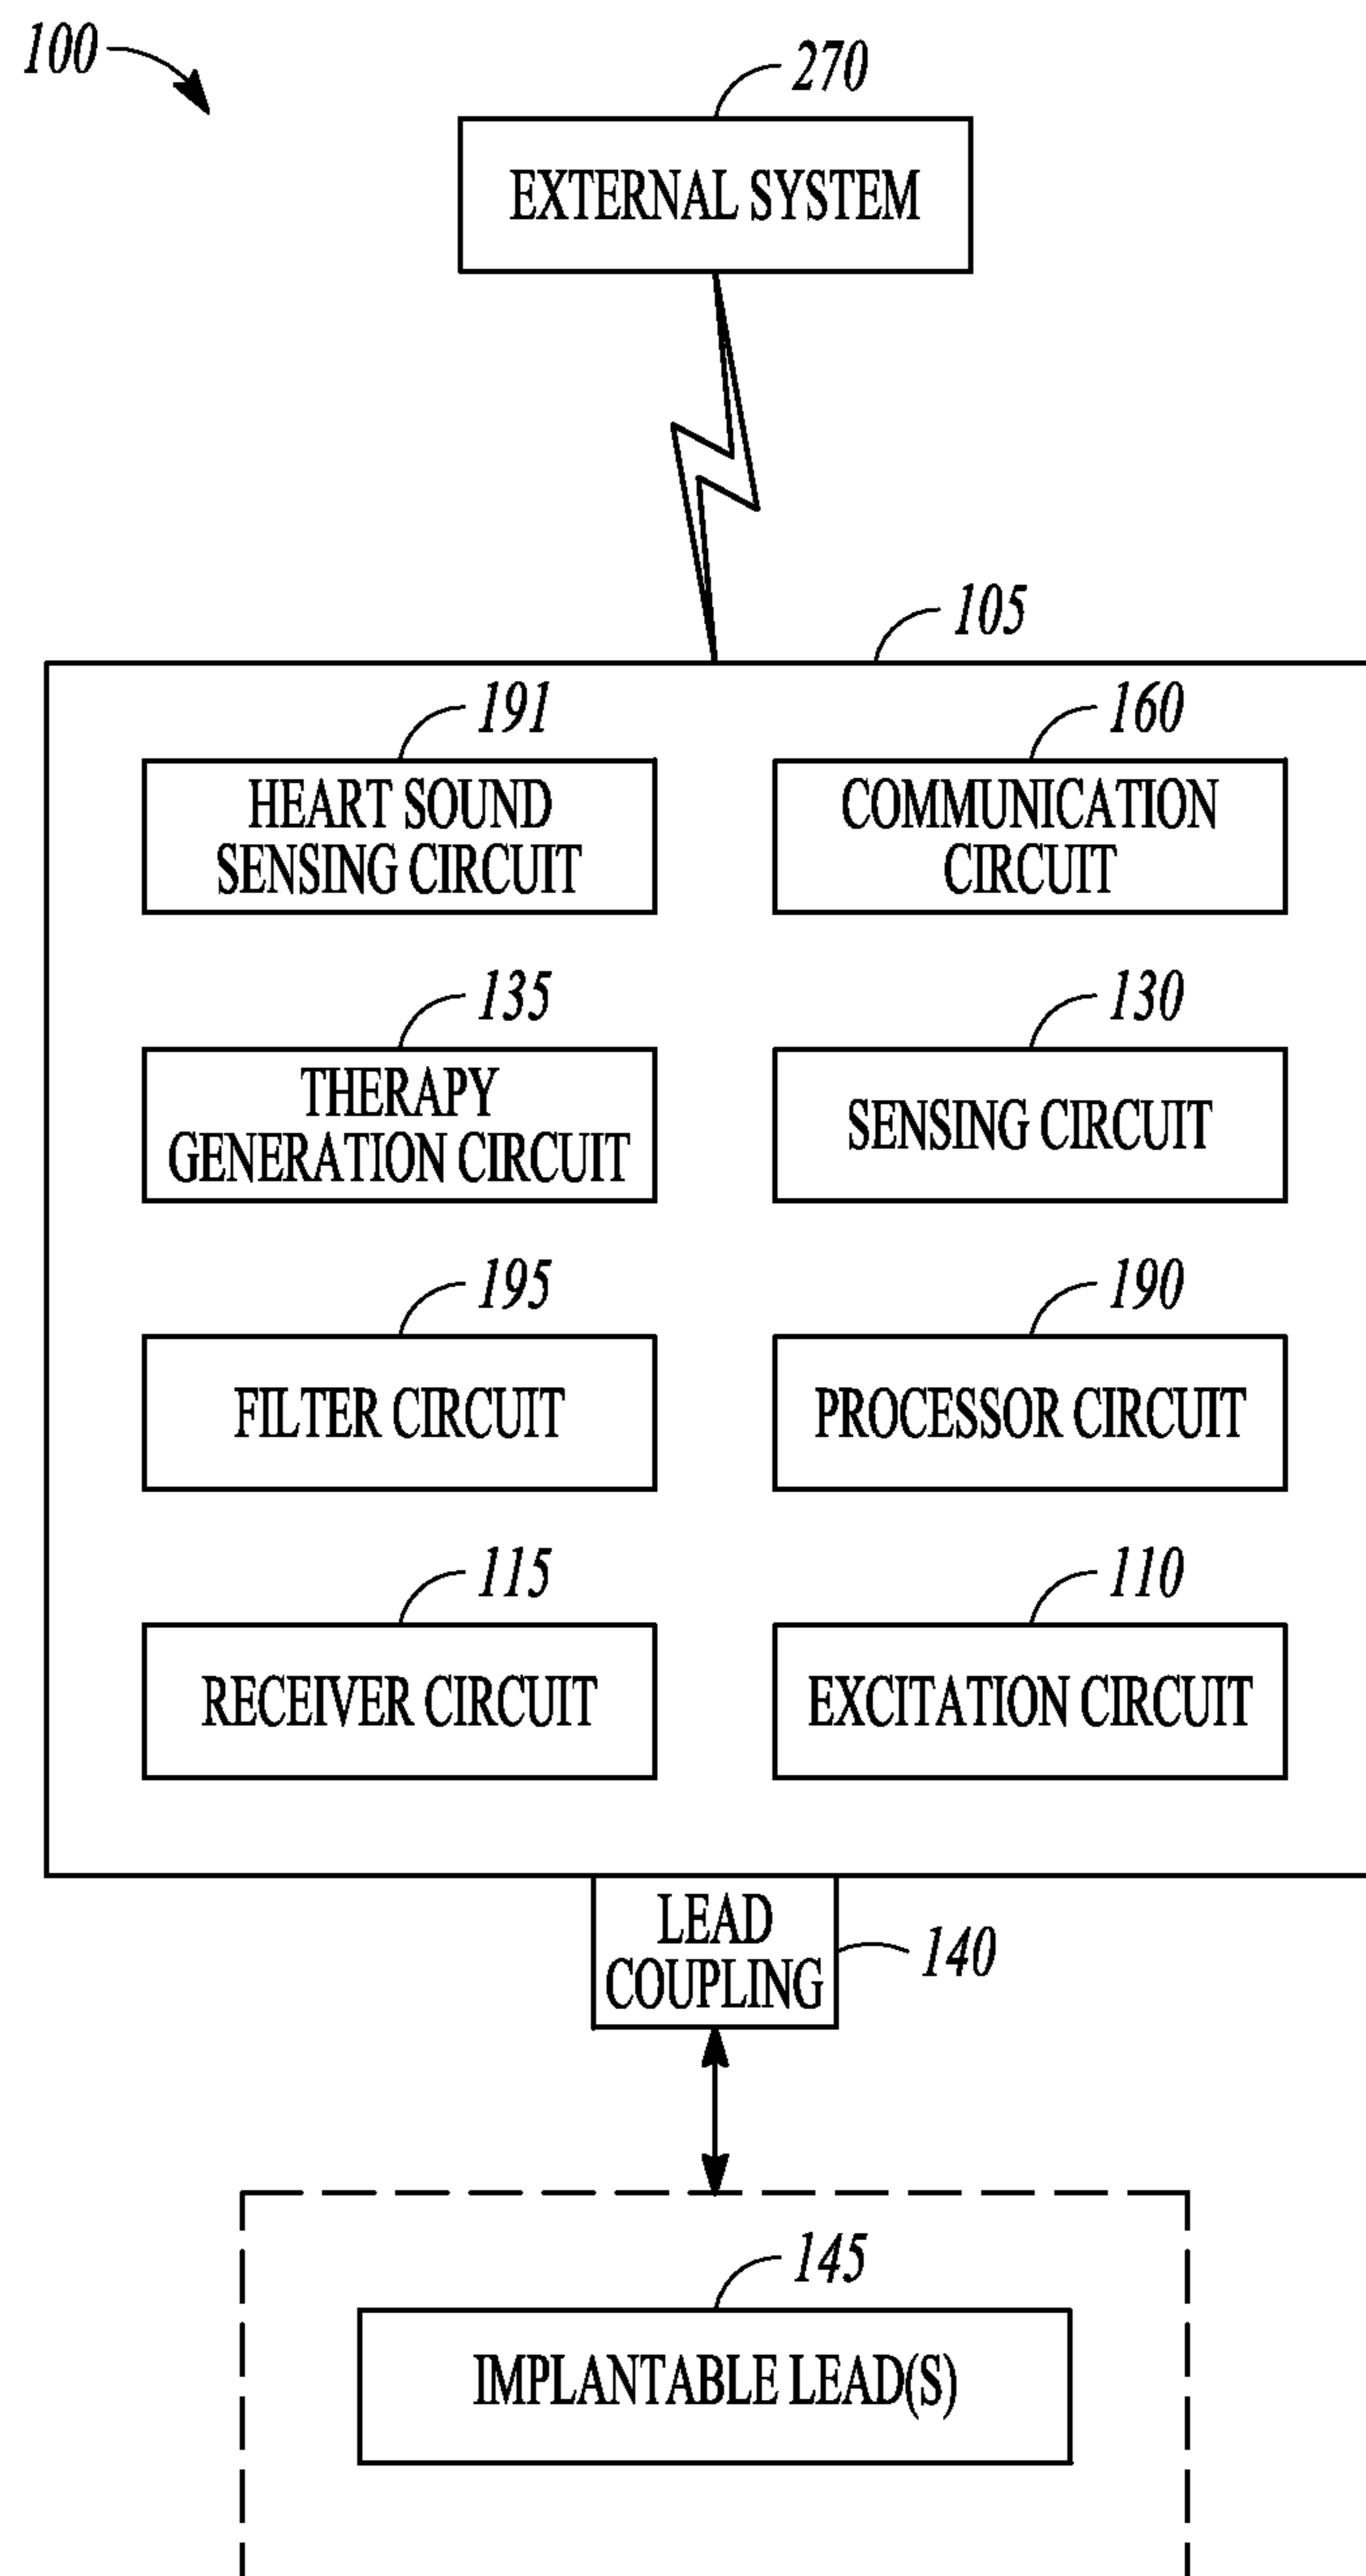 100
270
EXTERNAL SYSTEM
105
191
HEART SOUND
SENSING CIRCUIT
160
COMMUNICATION
CIRCUIT
135
THERAPY
GENERATION CIRCUIT
130
SENSING CIRCUIT
195
FILTER CIRCUIT
190
PROCESSOR CIRCUIT
115
RECEIVER CIRCUIT
110
EXCITATION CIRCUIT
LEAD
COUPLING
140
145
IMPLANTABLE LEAD(S)